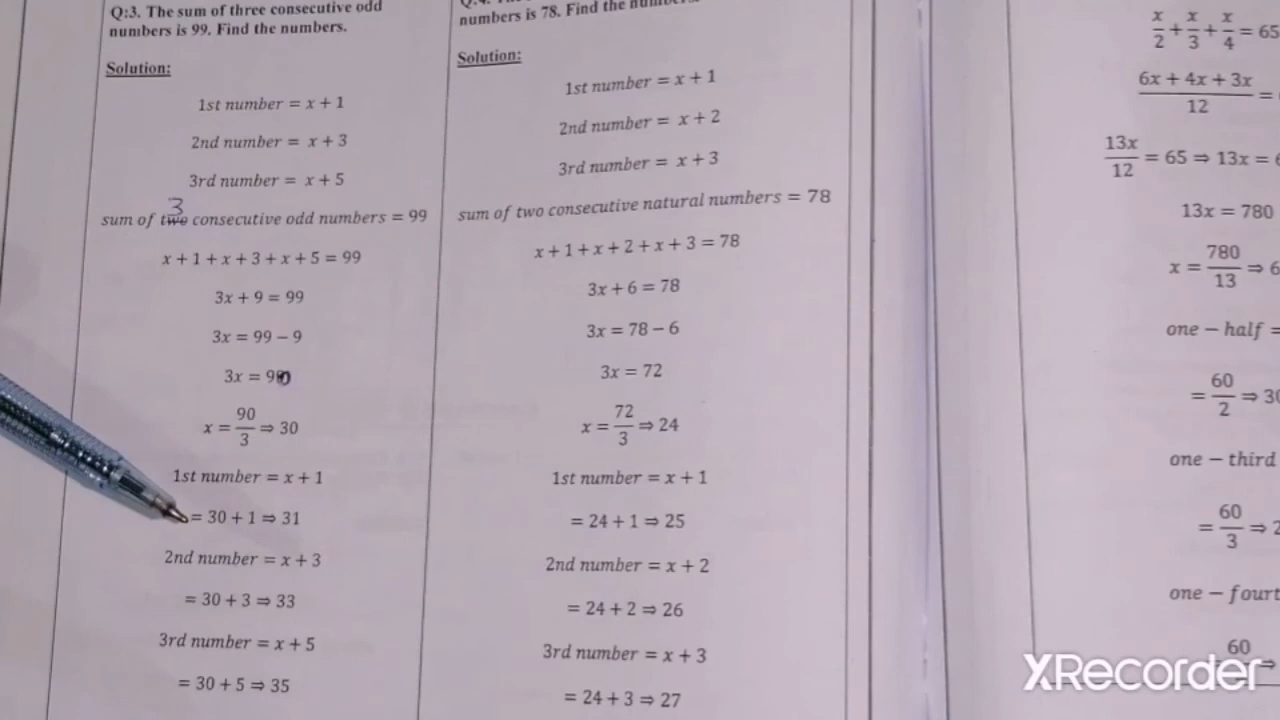 Q:3. The sum of three consecutive odd
numbers is 99. Find the numbers.
Solution:
1st number = x + 1
2nd number = x + 3
3rd number = x + 5
3
sum of two consecutive odd numbers = 99
x + 1 + x + 3 + x + 5 = 99
3x + 9 = 99
3x = 99 − 9
3x = 90
x = 90/3 ⇒ 30
1st number = x + 1
= 30 + 1 ⇒ 31
2nd number = x + 3
= 30 + 3 ⇒ 33
3rd number = x + 5
= 30 + 5 ⇒ 35
numbers is 78. Find the
Solution:
1st number = x + 1
2nd number = x + 2
3rd number = x + 3
sum of two consecutive natural numbers = 78
x + 1 + x + 2 + x + 3 = 78
3x + 6 = 78
3x = 78 − 6
3x = 72
x = 72/3 ⇒ 24
1st number = x + 1
= 24 + 1 ⇒ 25
2nd number = x + 2
= 24 + 2 ⇒ 26
3rd number = x + 3
= 24 + 3 ⇒ 27
x/2 + x/3 + x/4 = 65
6x + 4x + 3x/12 =
13x/12 = 65 ⇒ 13x =
13x = 780
x = 780/13 ⇒ 6
one − half =
= 60/2 ⇒ 30
one − third
= 60/3 ⇒ 2
one − fourt
60 ⇒
XRecorder